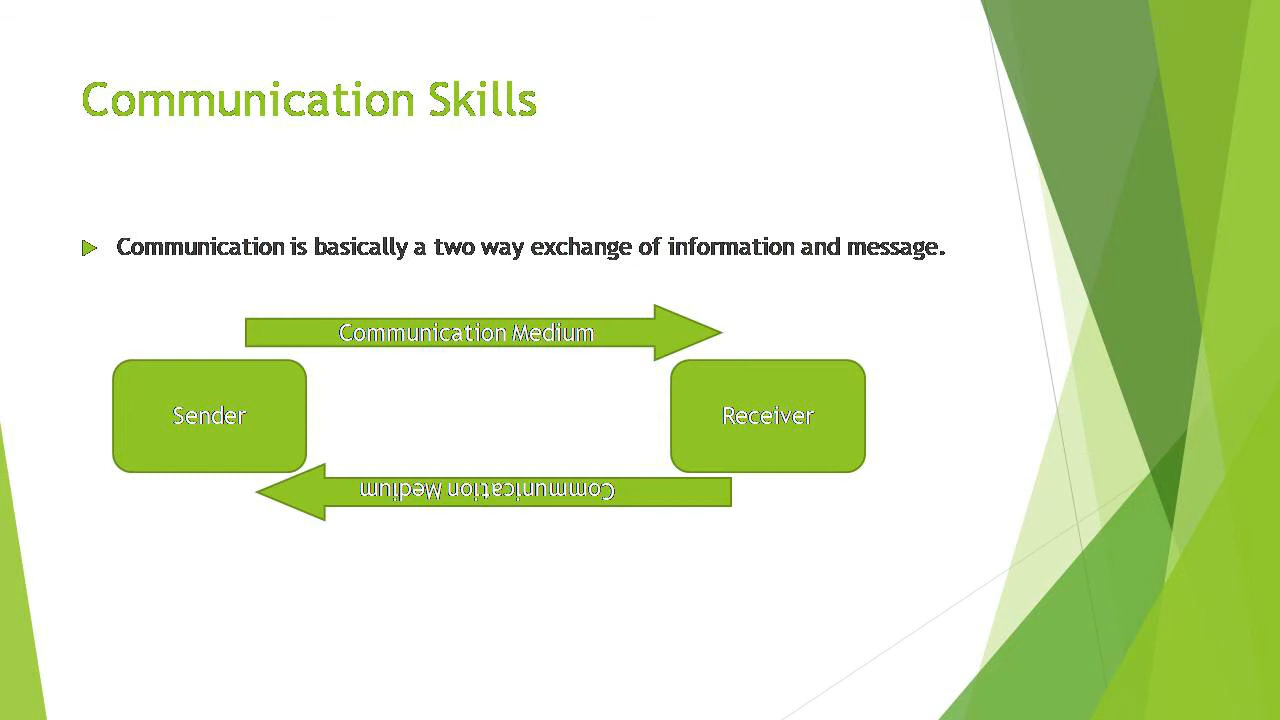 Communication Skills
Communication is basically a two way exchange of information and message.
Communication Medium
Sender
Receiver
Communication Medium